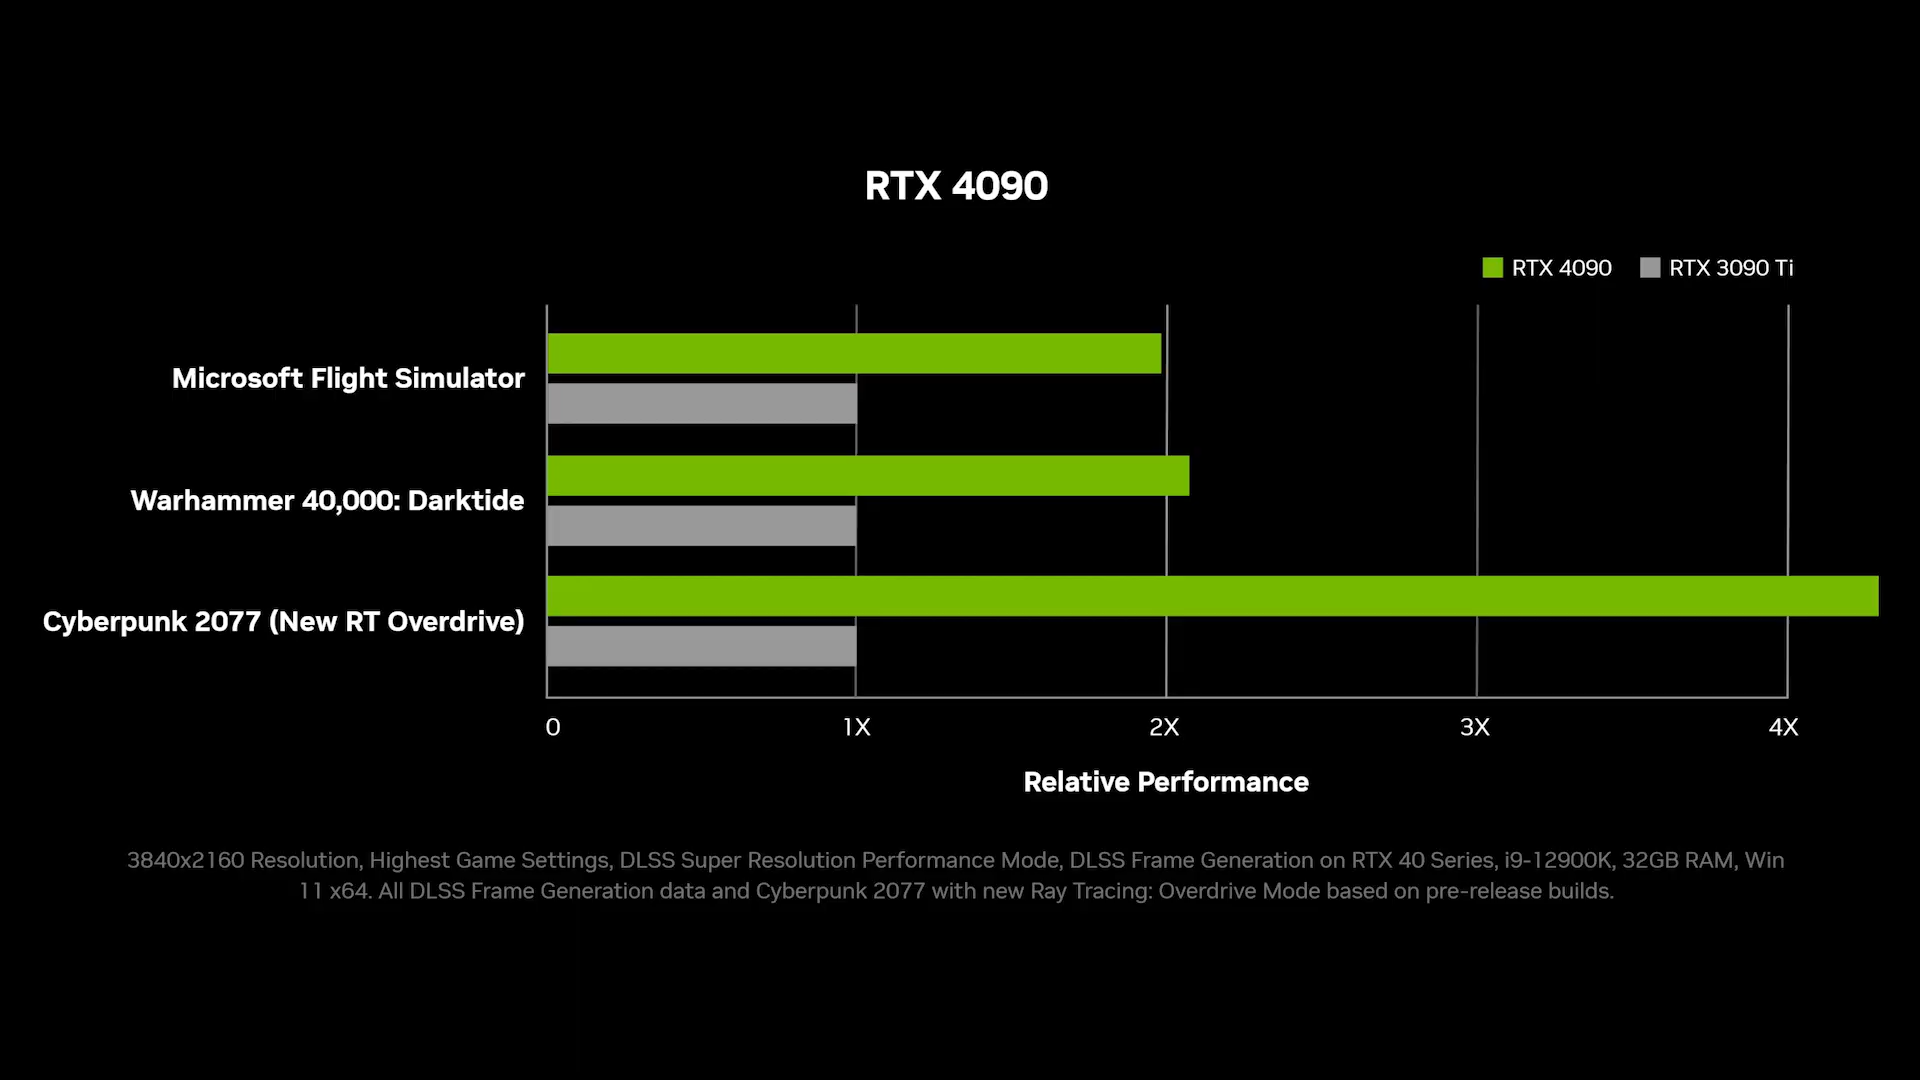 RTX 4090
RTX 4090
RTX 3090 Ti
Microsoft Flight Simulator
Warhammer 40,000: Darktide
Cyberpunk 2077 (New RT Overdrive)
0 1X 2X 3X 4X
Relative Performance
3840x2160 Resolution, Highest Game Settings, DLSS Super Resolution Performance Mode, DLSS Frame Generation on RTX 40 Series, i9-12900K, 32GB RAM, Win
11 x64. All DLSS Frame Generation data and Cyberpunk 2077 with new Ray Tracing: Overdrive Mode based on pre-release builds.